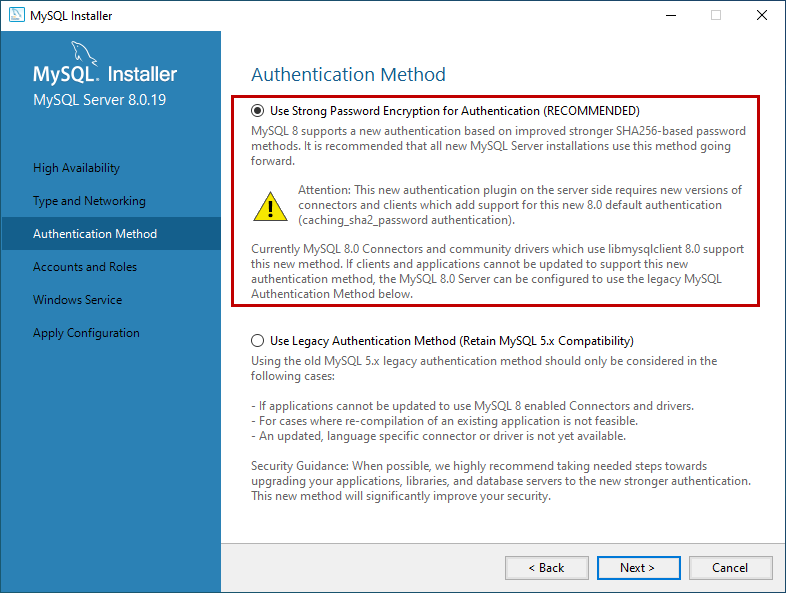 MySQL Installer
MySQL. Installer
MySQL Server 8.0.19
High Availability
Type and Networking
Authentication Method
Accounts and Roles
Windows Service
Apply Configuration
Authentication Method
Use Strong Password Encryption for Authentication (RECOMMENDED)
MySQL 8 supports a new authentication based on improved stronger SHA256-based password
methods. It is recommended that all new MySQL Server installations use this method going
forward.
Attention: This new authentication plugin on the server side requires new versions of
connectors and clients which add support for this new 8.0 default authentication
(caching_sha2_password authentication).
Currently MySQL 8.0 Connectors and community drivers which use libmysqlclient 8.0 support
this new method. If clients and applications cannot be updated to support this new
authentication method, the MySQL 8.0 Server can be configured to use the legacy MySQL
Authentication Method below.
Use Legacy Authentication Method (Retain MySQL 5.x Compatibility)
Using the old MySQL 5.x legacy authentication method should only be considered in the
following cases:
- If applications cannot be updated to use MySQL 8 enabled Connectors and drivers.
- For cases where re-compilation of an existing application is not feasible.
- An updated, language specific connector or driver is not yet available.
Security Guidance: When possible, we highly recommend taking needed steps towards
upgrading your applications, libraries, and database servers to the new stronger authentication.
This new method will significantly improve your security.
< Back
Next >
Cancel